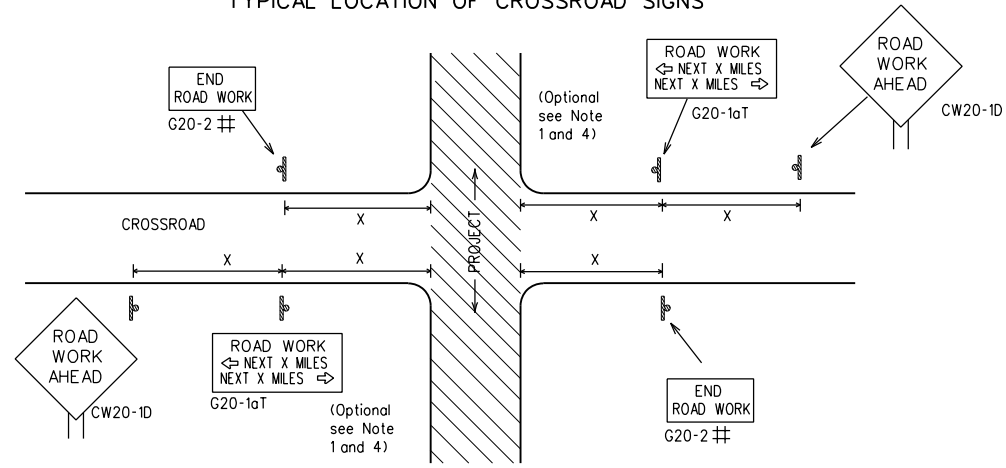 TYPICAL LOCATION OF CROSSROAD SIGNS
ROAD
WORK
AHEAD
CW20-1D
ROAD WORK
⇦ NEXT X MILES
NEXT X MILES ⇨
G20-1aT
(Optional
see Note
1 and 4)
END
ROAD WORK
G20-2 #
CROSSROAD
X
X
X
PROJECT
X
X
X
ROAD
WORK
AHEAD
CW20-1D
ROAD WORK
⇦ NEXT X MILES
NEXT X MILES ⇨
G20-1aT
(Optional
see Note
1 and 4)
END
ROAD WORK
G20-2 #